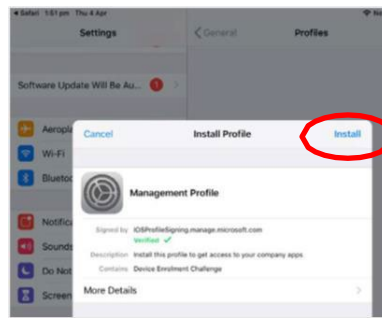 ◀ Safari 1:51 pm Thu 4 Apr
Settings
General
Profiles
Software Update Will Be Au... 1
Aeropla
Cancel
Install Profile
Install
Wi-Fi
Bluetoo
Management Profile
Notifica
Signed by iOSProfileSigning.manage.microsoft.com
Verified ✓
Sounds
Description Install this profile to get access to your company apps
Do Not
Contains Device Enrolment Challenge
Screen
More Details